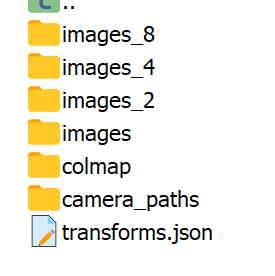 ..
images_8
images_4
images_2
images
colmap
camera_paths
transforms.json